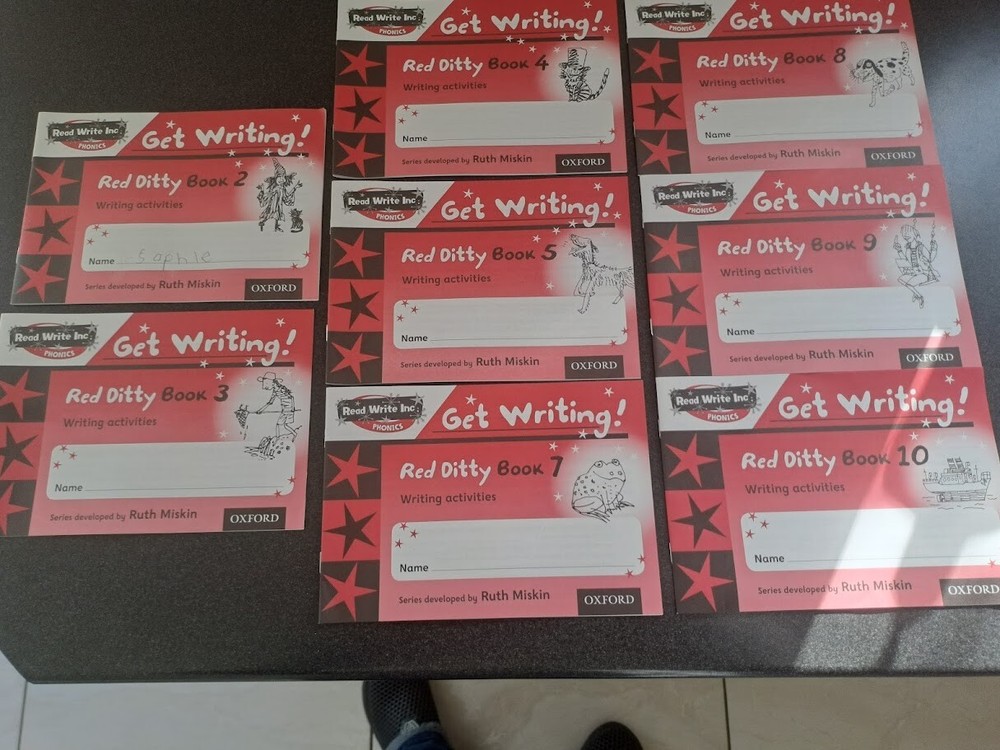 Read Write Inc.
PHONICS
Get Writing!
Red Ditty Book 2
Writing activities
Name Sophie
Series developed by Ruth Miskin
OXFORD
Read Write Inc.
PHONICS
Get Writing!
Red Ditty Book 3
Writing activities
Name
Series developed by Ruth Miskin
OXFORD
Read Write Inc.
PHONICS
Get Writing!
Red Ditty Book 4
Writing activities
Name
Series developed by Ruth Miskin
OXFORD
Read Write Inc.
PHONICS
Get Writing!
Red Ditty Book 5
Writing activities
Name
Series developed by Ruth Miskin
OXFORD
Read Write Inc.
PHONICS
Get Writing!
Red Ditty Book 7
Writing activities
Name
Series developed by Ruth Miskin
OXFORD
Read Write Inc.
PHONICS
Get Writing!
Red Ditty Book 8
Writing activities
Name
Series developed by Ruth Miskin
OXFORD
Read Write Inc.
PHONICS
Get Writing!
Red Ditty Book 9
Writing activities
Name
Series developed by Ruth Miskin
OXFORD
Read Write Inc.
PHONICS
Get Writing!
Red Ditty Book 10
Writing activities
Name
Series developed by Ruth Miskin
OXFORD